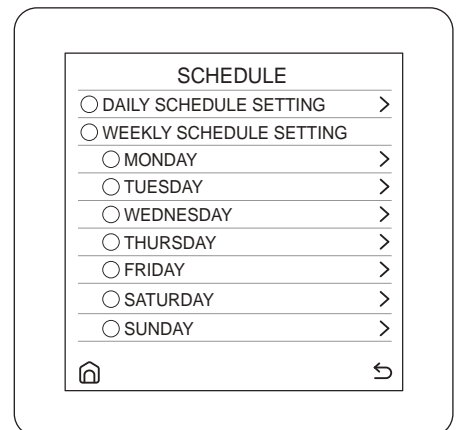 SCHEDULE
DAILY SCHEDULE SETTING
WEEKLY SCHEDULE SETTING
MONDAY
TUESDAY
WEDNESDAY
THURSDAY
FRIDAY
SATURDAY
SUNDAY